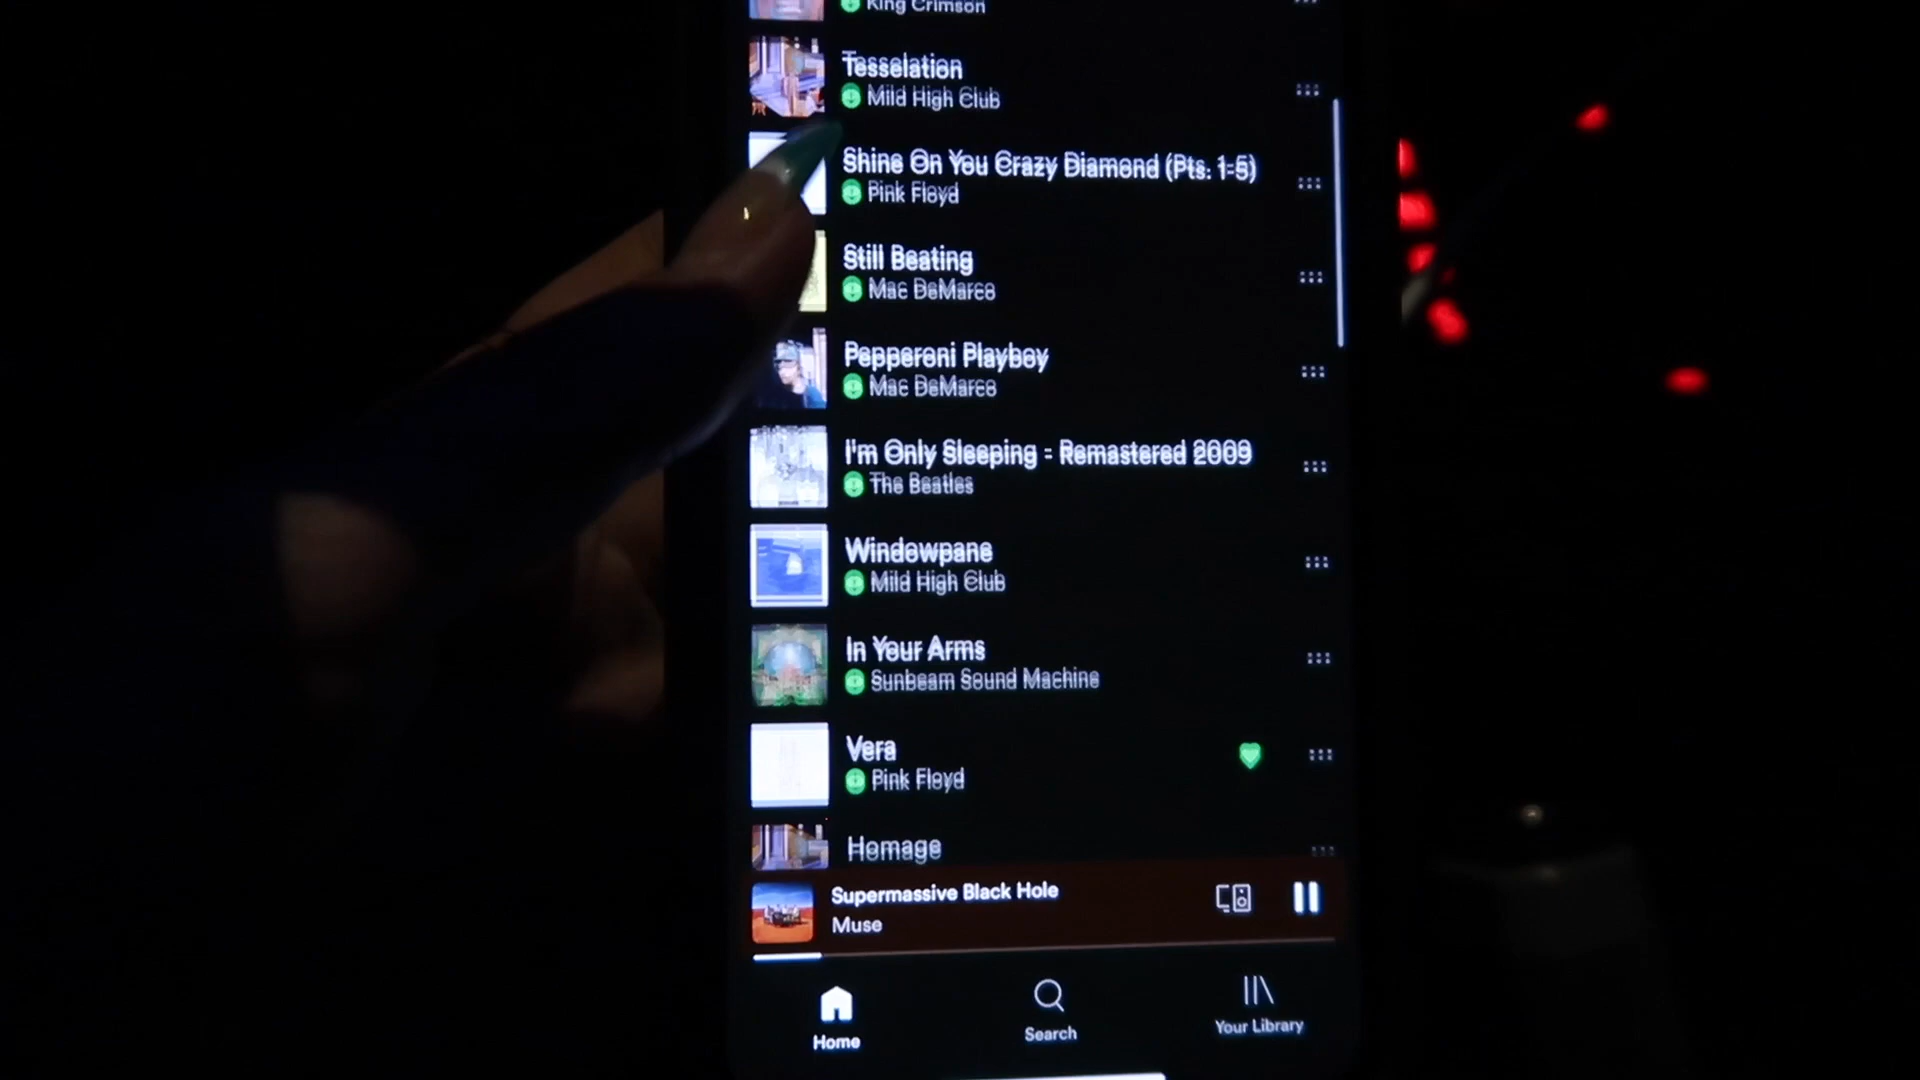 King Crimson
Tesselation
Mild High Club
Shine On You Crazy Diamond (Pts. 1-5)
Pink Floyd
Still Beating
Mac DeMarco
Pepperoni Playboy
Mac DeMarco
I'm Only Sleeping - Remastered 2009
The Beatles
Windowpane
Mild High Club
In Your Arms
Sunbeam Sound Machine
Vera
Pink Floyd
Homage
Supermassive Black Hole
Muse
Home
Search
Your Library